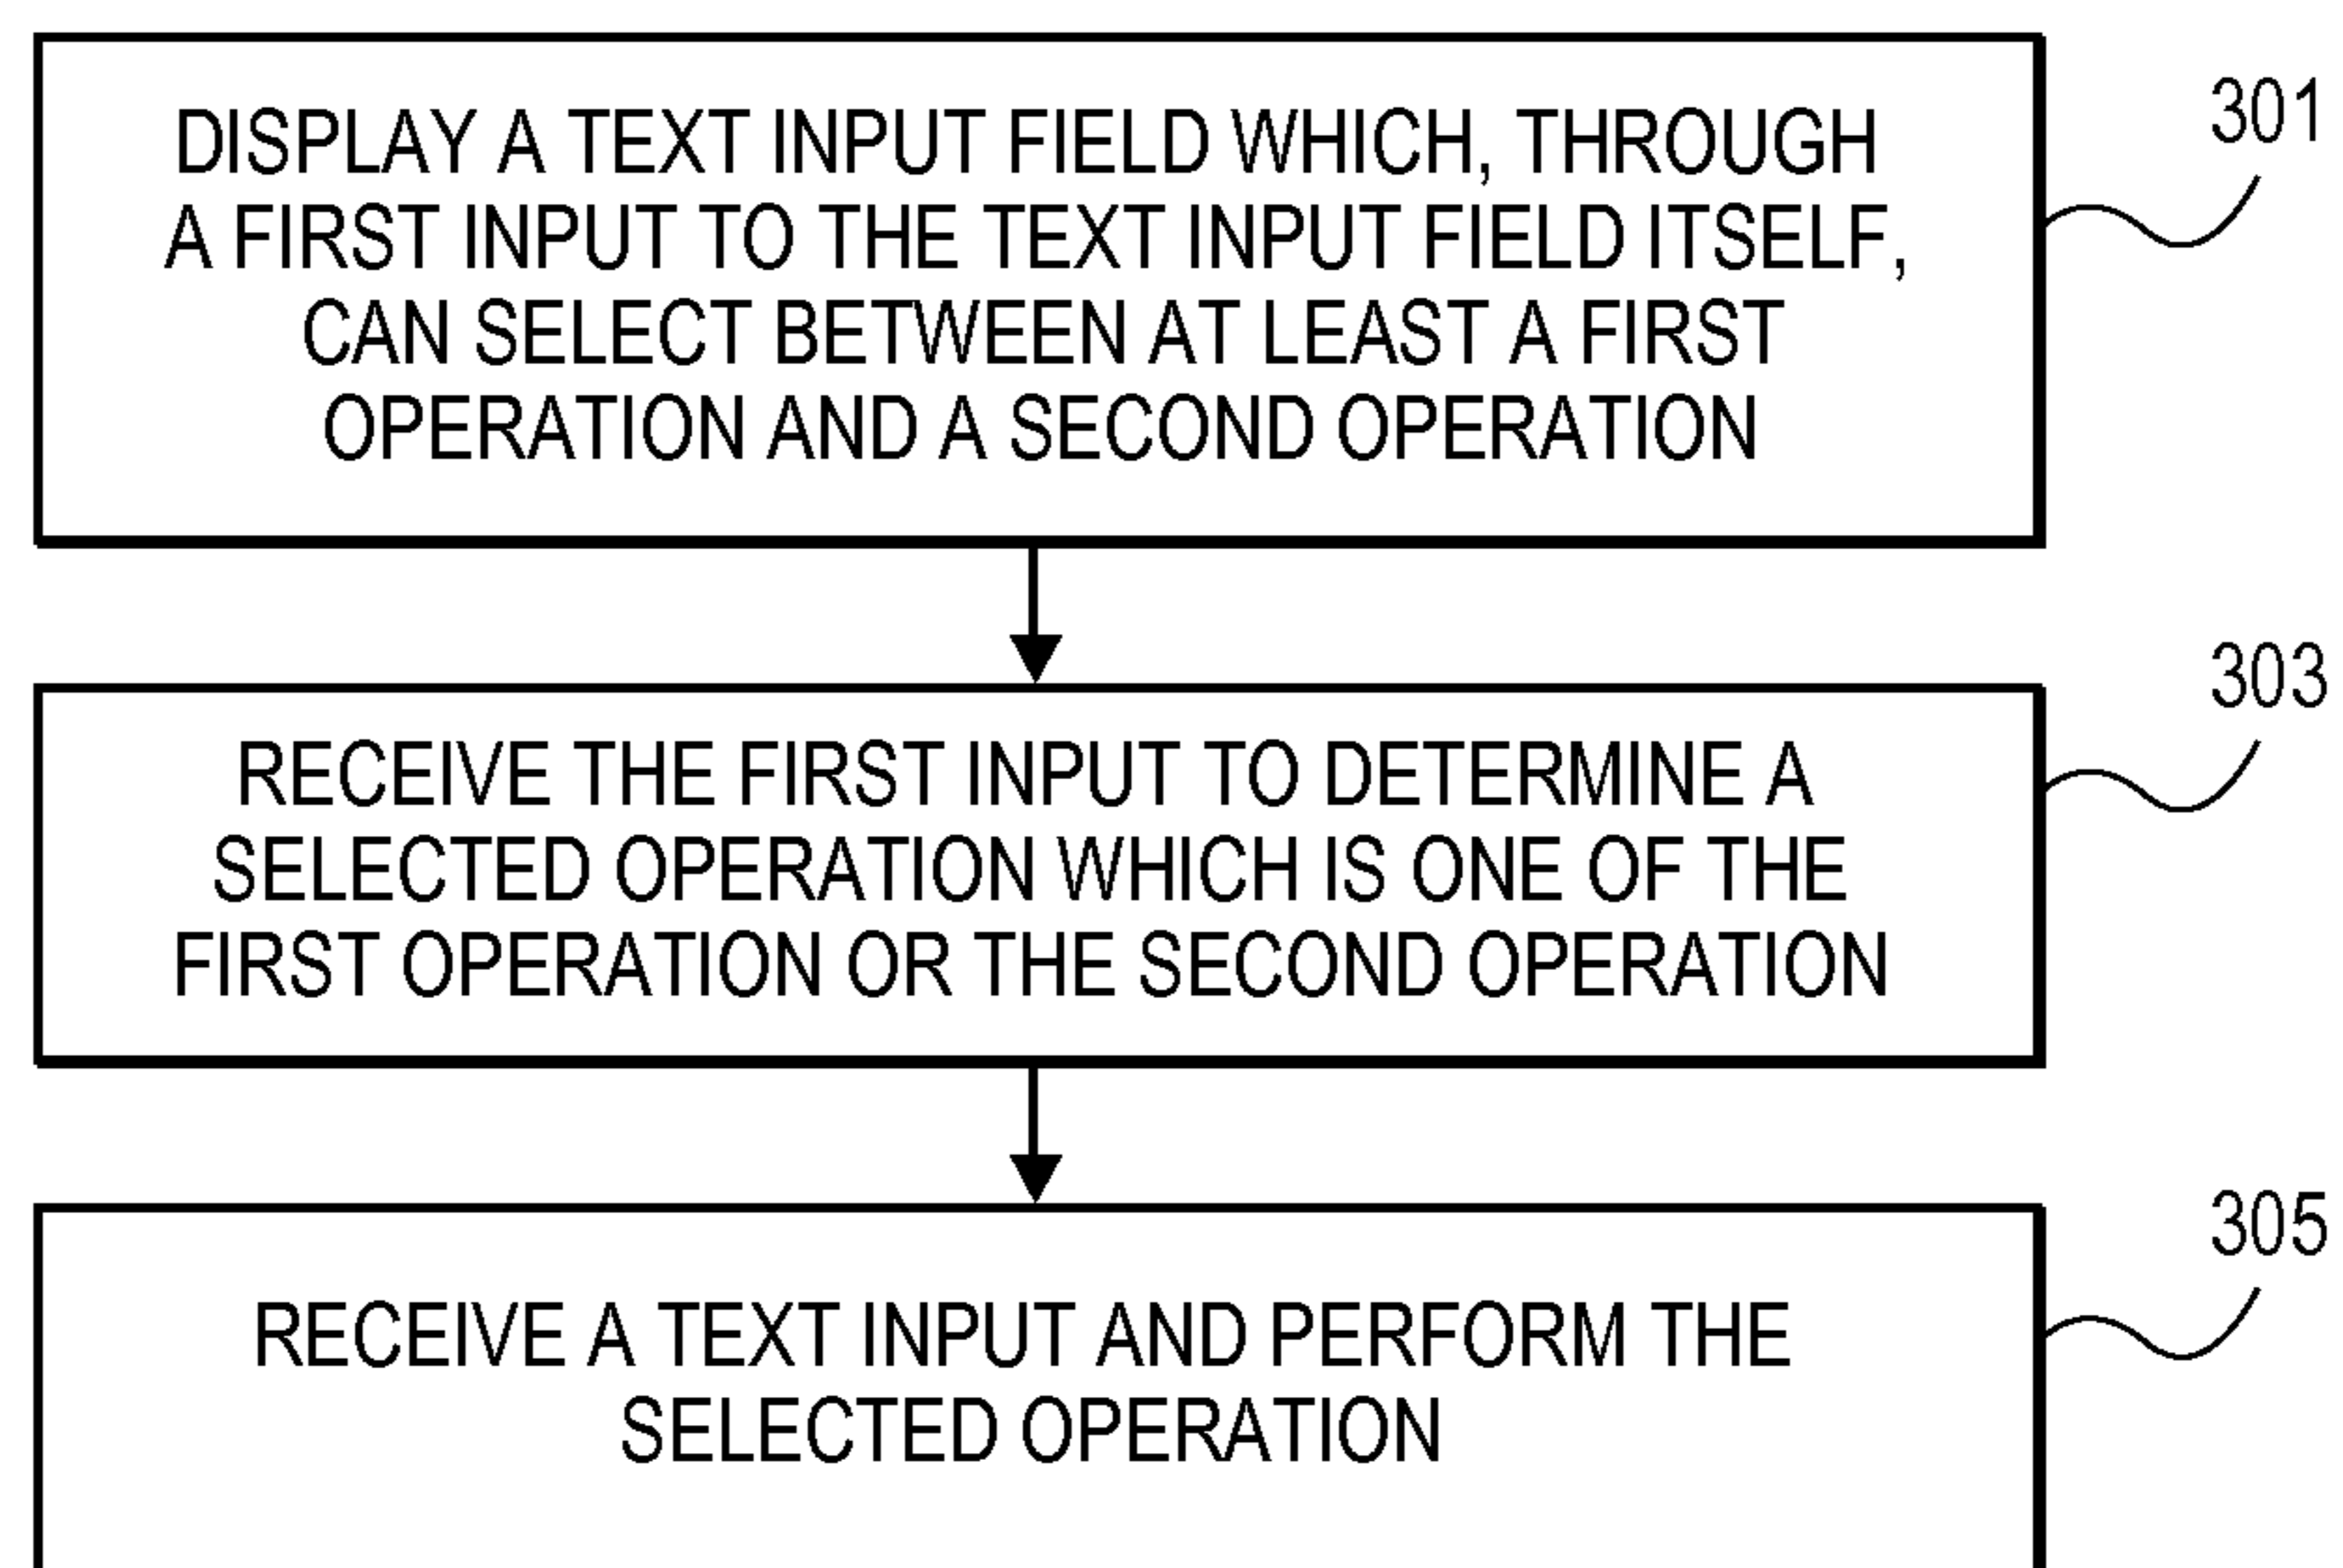 DISPLAY A TEXT INPUT FIELD WHICH, THROUGH
A FIRST INPUT TO THE TEXT INPUT FIELD ITSELF,
CAN SELECT BETWEEN AT LEAST A FIRST
OPERATION AND A SECOND OPERATION
301
RECEIVE THE FIRST INPUT TO DETERMINE A
SELECTED OPERATION WHICH IS ONE OF THE
FIRST OPERATION OR THE SECOND OPERATION
303
RECEIVE A TEXT INPUT AND PERFORM THE
SELECTED OPERATION
305